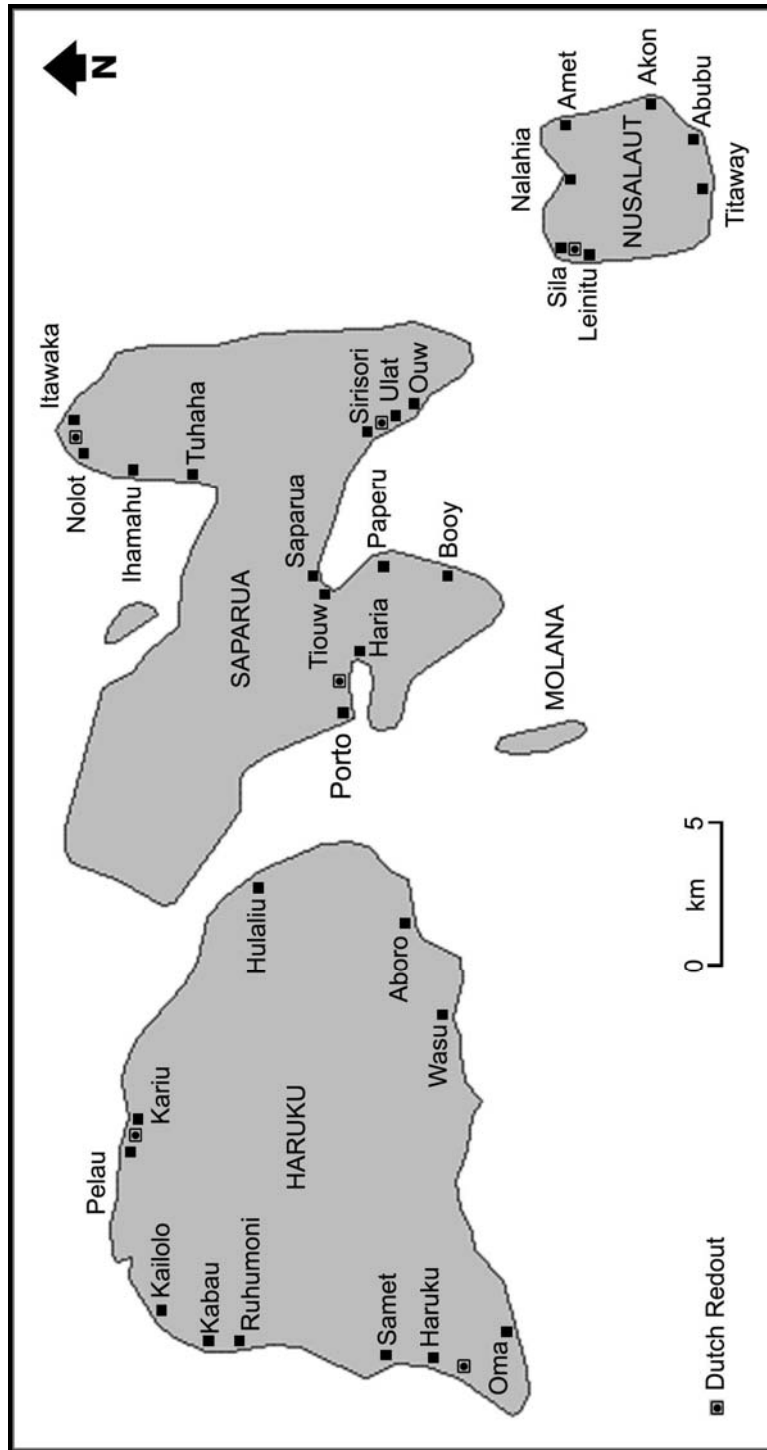 N
Pelau
Kariu
Kailolo
Kabau
Ruhumoni
HARUKU
Hulaliu
Samet
Haruku
Oma
Wasu
Aboro
SAPARUA
Itawaka
Nolot
Ihamahu
Tuhaha
Saparua
Tiouw
Porto
Haria
Paperu
Booy
Sirisori
Ulat
Ouw
MOLANA
Nalahia
Amet
Sila
Leinitu
NUSALAUT
Akon
Abubu
Titaway
Dutch Redout
0 km 5